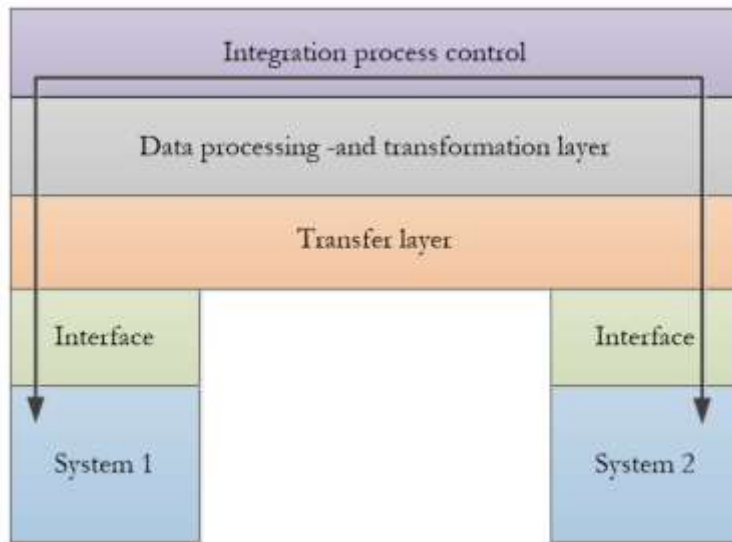 Integration process control
Data processing -and transformation layer
Transfer layer
Interface
Interface
System 1
System 2